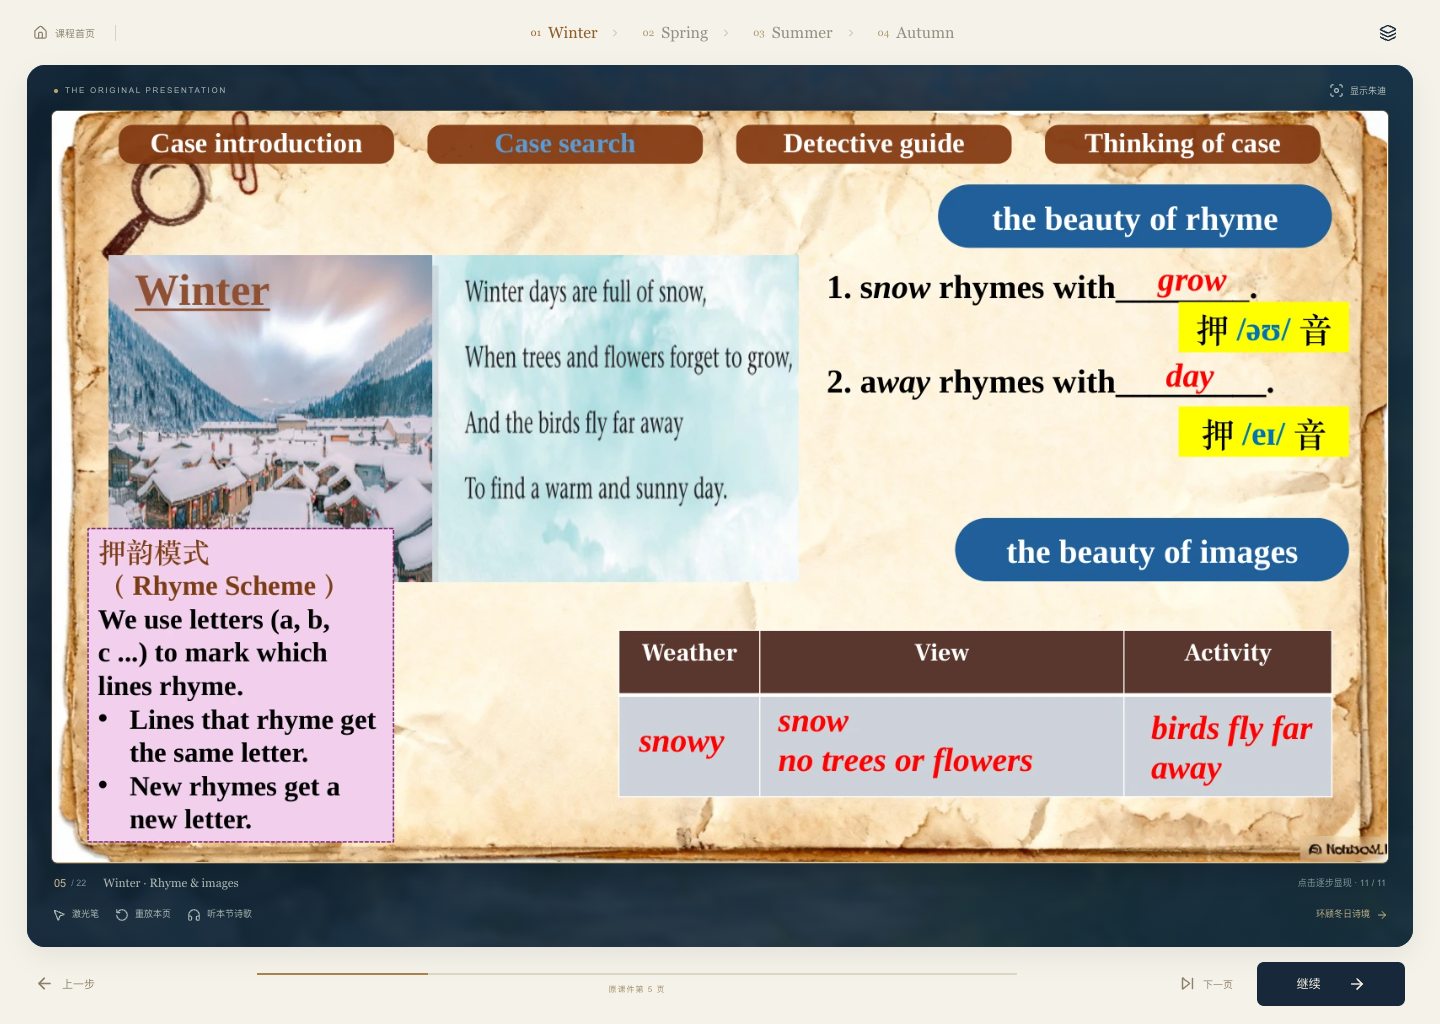 课程首页
01 Winter
02 Spring
03 Summer
04 Autumn
THE ORIGINAL PRESENTATION
显示朱迪
Case introduction
Case search
Detective guide
Thinking of case
the beauty of rhyme
Winter
Winter days are full of snow,
When trees and flowers forget to grow,
And the birds fly far away
To find a warm and sunny day.
1. snow rhymes with________.
grow
押 /əʊ/ 音
2. away rhymes with_________.
day
押 /eɪ/ 音
the beauty of images
押韵模式
（ Rhyme Scheme ）
We use letters (a, b,
c ...) to mark which
lines rhyme.
• Lines that rhyme get
the same letter.
• New rhymes get a
new letter.
Weather View Activity
snowy
snow
no trees or flowers
birds fly far
away
05 / 22 Winter · Rhyme & images
点击逐步显现 · 11 / 11
激光笔
重放本页
听本节诗歌
环顾冬日诗境
上一步
原课件第 5 页
下一页
继续